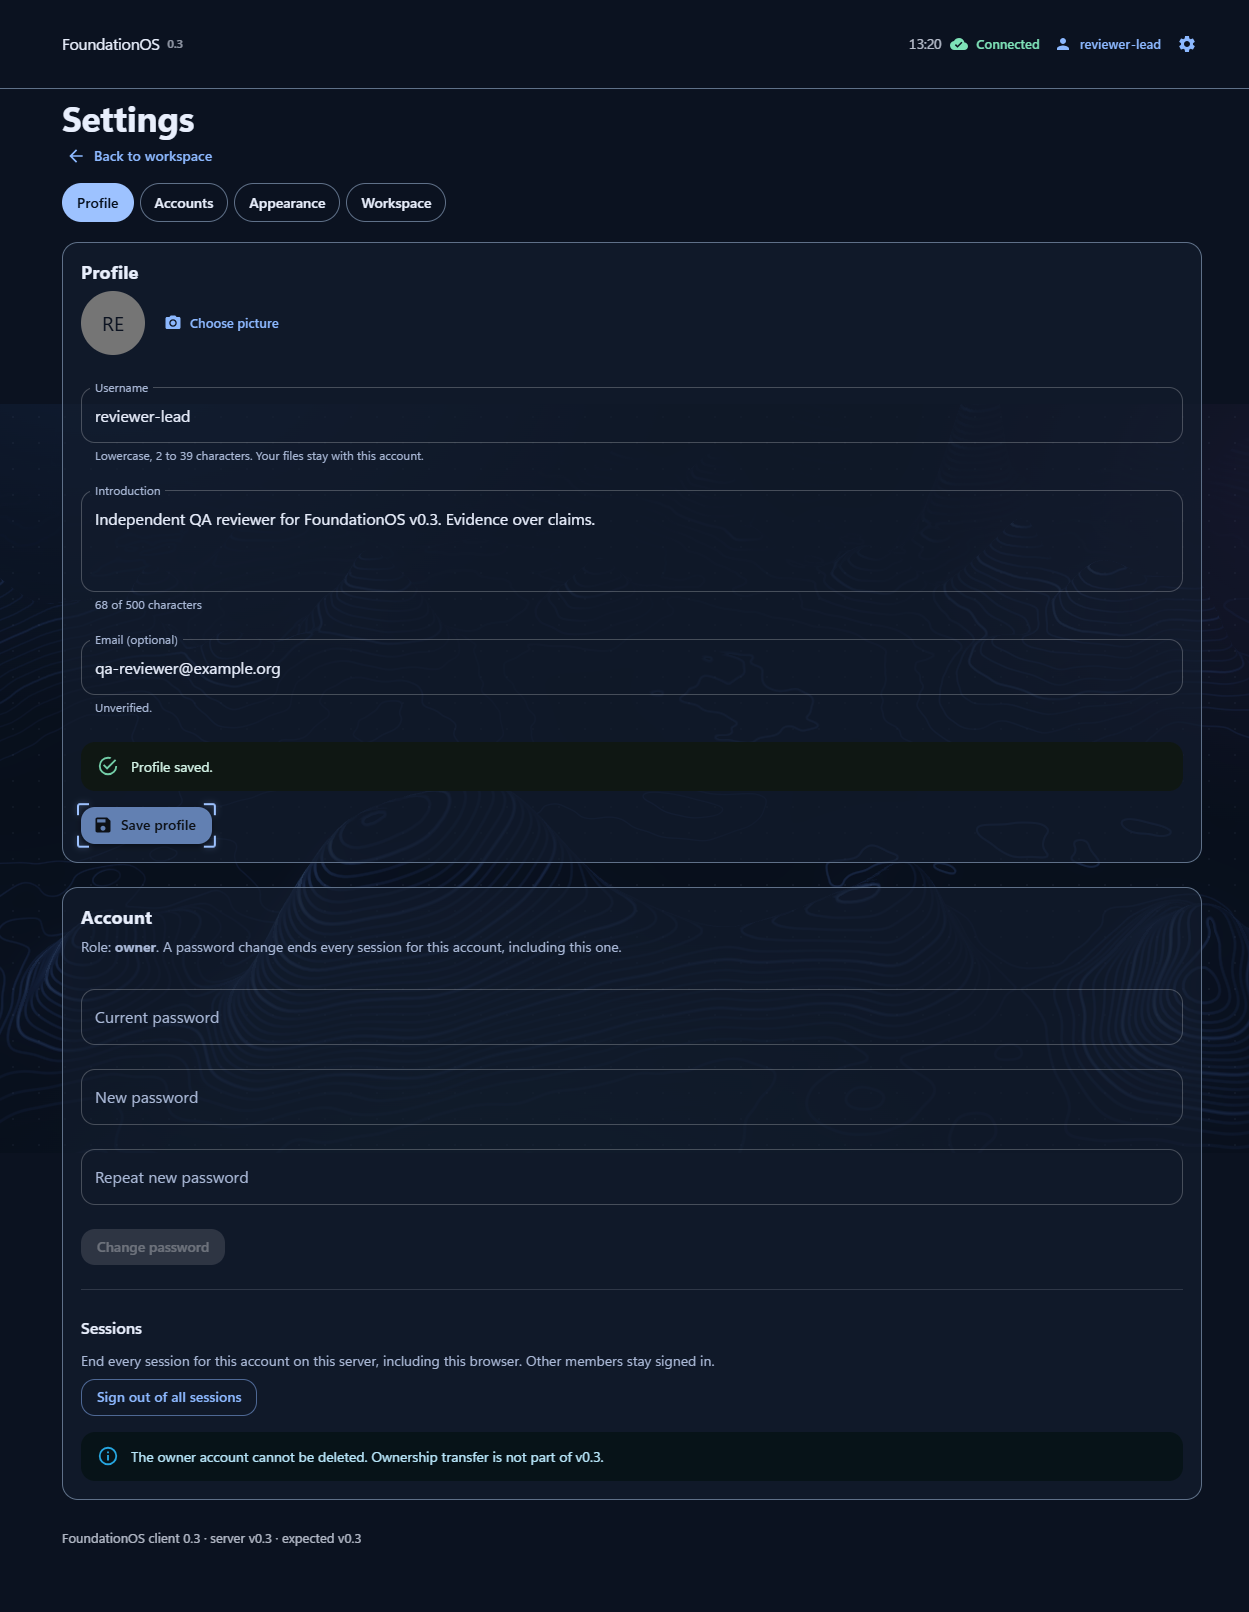 FoundationOS 0.3
13:20 Connected reviewer-lead
Settings
Back to workspace
Profile Accounts Appearance Workspace
Profile
RE
Choose picture
Username
reviewer-lead
Lowercase, 2 to 39 characters. Your files stay with this account.
Introduction
Independent QA reviewer for FoundationOS v0.3. Evidence over claims.
68 of 500 characters
Email (optional)
qa-reviewer@example.org
Unverified.
Profile saved.
Save profile
Account
Role: owner. A password change ends every session for this account, including this one.
Current password
New password
Repeat new password
Change password
Sessions
End every session for this account on this server, including this browser. Other members stay signed in.
Sign out of all sessions
The owner account cannot be deleted. Ownership transfer is not part of v0.3.
FoundationOS client 0.3 · server v0.3 · expected v0.3